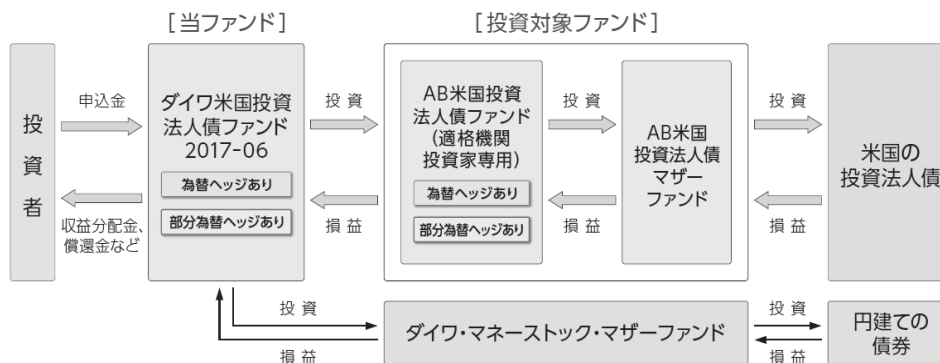 [当ファンド]
[投資対象ファンド]
投資者
申込金
収益分配金、
償還金など
ダイワ米国投資
法人債ファンド
2017-06
為替ヘッジあり
部分為替ヘッジあり
投資
損益
AB米国投資
法人債ファンド
(適格機関
投資家専用)
為替ヘッジあり
部分為替ヘッジあり
投資
損益
AB米国
投資法人債
マザー
ファンド
投資
損益
米国の
投資法人債
投資
損益
ダイワ・マネーストック・マザーファンド
投資
損益
円建ての
債券